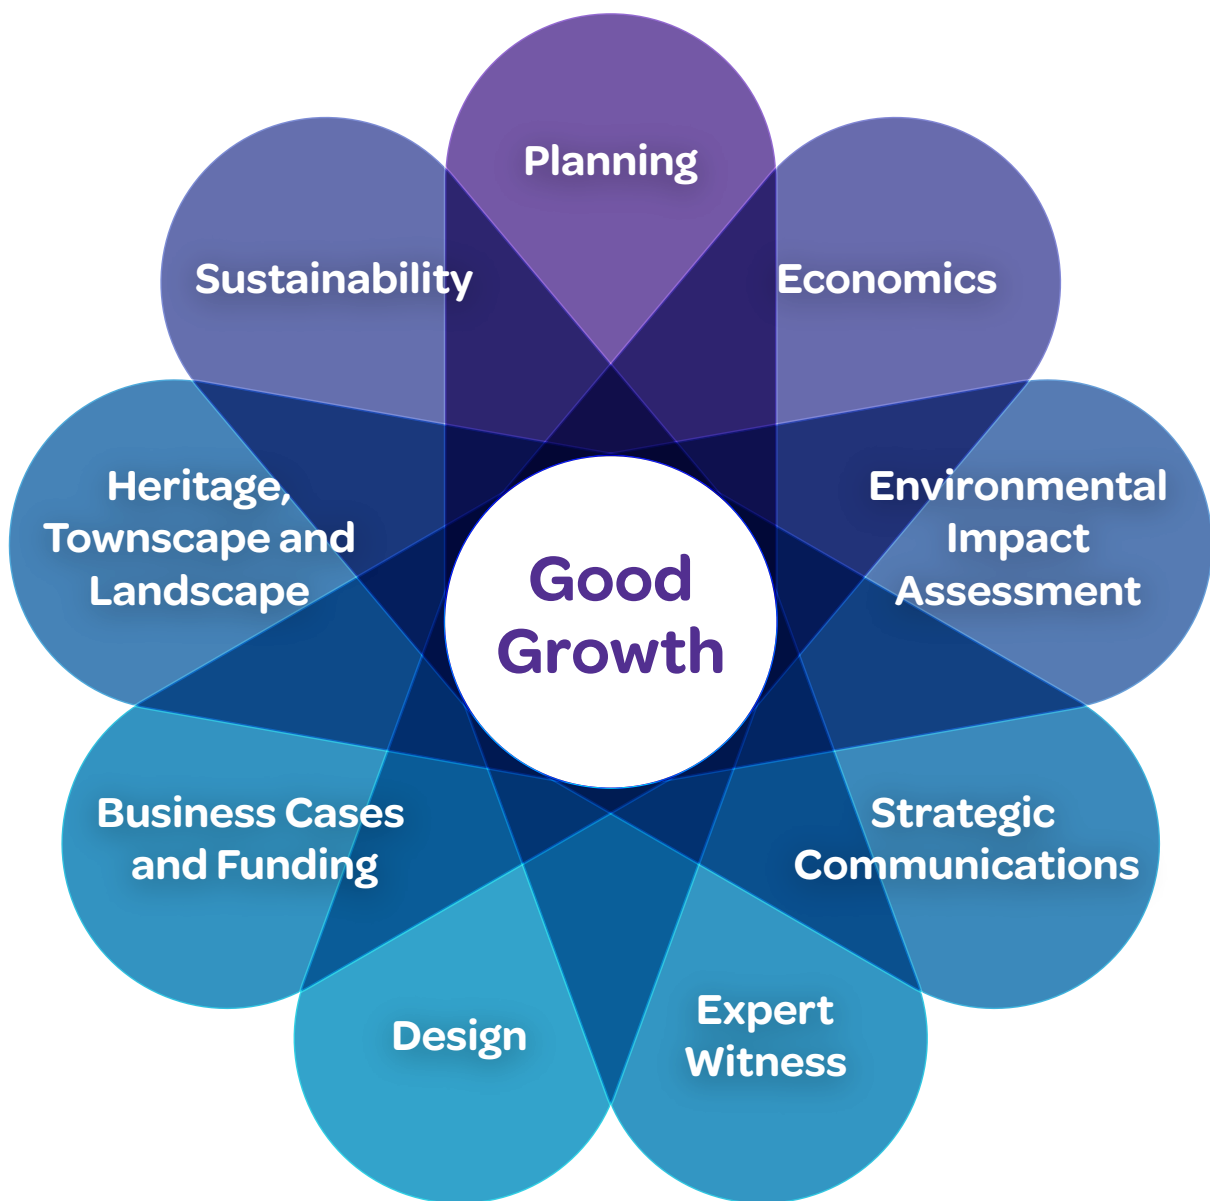 Planning
Sustainability
Economics
Heritage,
Townscape and
Landscape
Environmental
Impact
Assessment
Good
Growth
Business Cases
and Funding
Strategic
Communications
Design
Expert
Witness